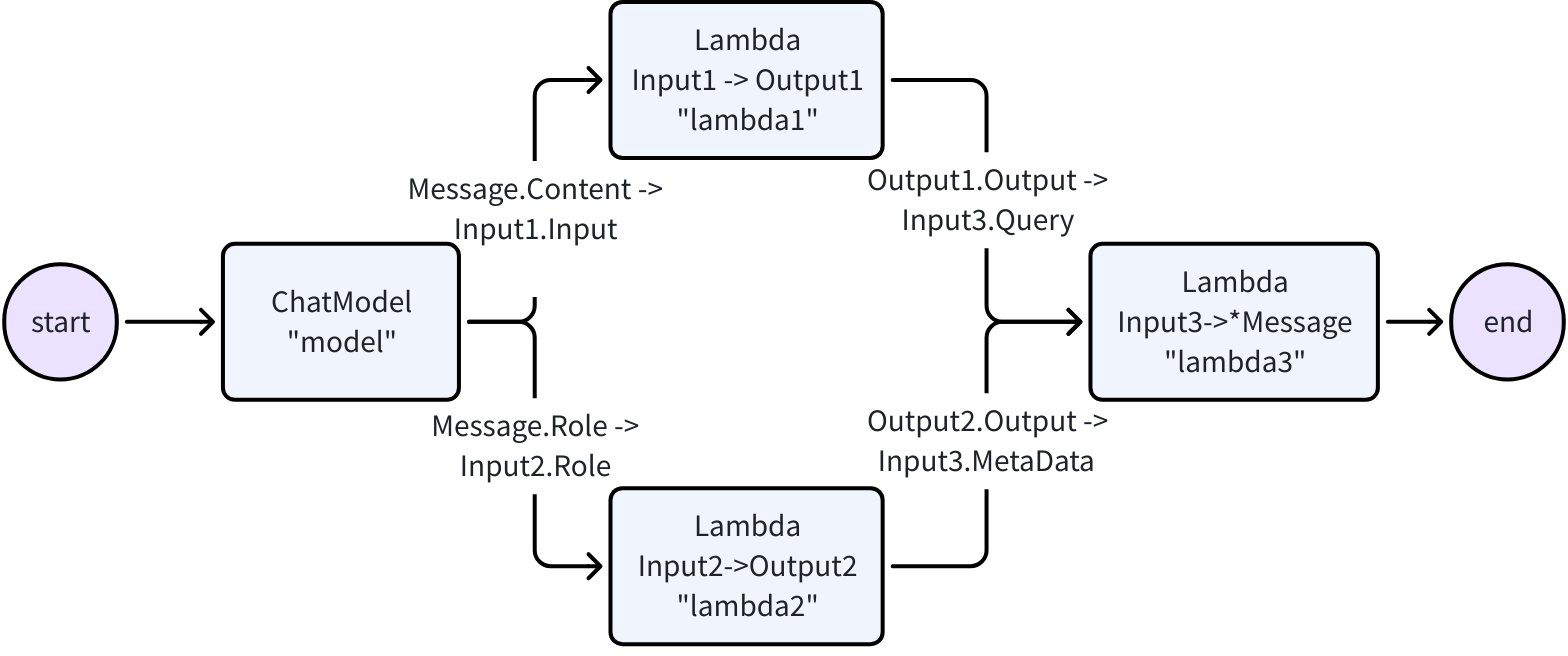 start
ChatModel
"model"
Message.Content ->
Input1.Input
Message.Role ->
Input2.Role
Lambda
Input1 -> Output1
"lambda1"
Lambda
Input2->Output2
"lambda2"
Output1.Output ->
Input3.Query
Output2.Output ->
Input3.MetaData
Lambda
Input3->*Message
"lambda3"
end